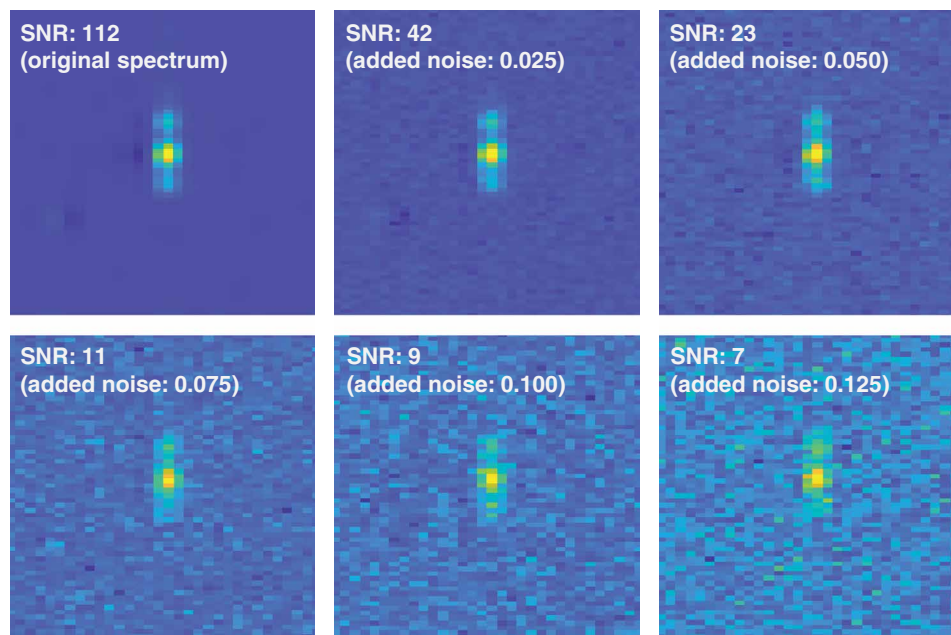 SNR: 112
(original spectrum)
SNR: 42
(added noise: 0.025)
SNR: 23
(added noise: 0.050)
SNR: 11
(added noise: 0.075)
SNR: 9
(added noise: 0.100)
SNR: 7
(added noise: 0.125)